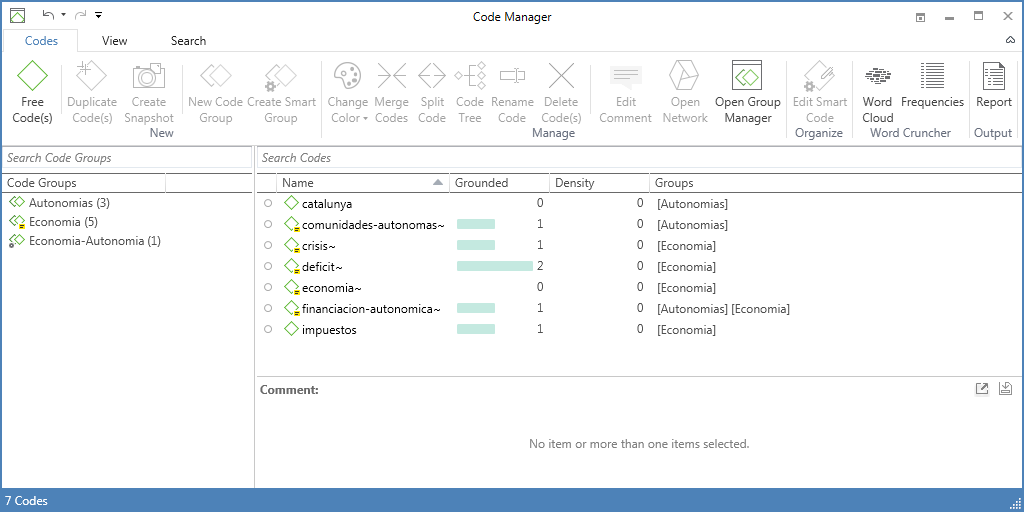 Code Manager
Codes View Search
Free Code(s)
Duplicate Code(s)
Create Snapshot
New Code Group
Create Smart Group
New
Change Color
Merge Codes
Split Code
Code Tree
Rename Code
Delete Code(s)
Edit Comment
Open Network
Open Group Manager
Manage
Edit Smart Code
Organize
Word Cloud
Frequencies
Word Cruncher
Report
Output
Search Code Groups
Code Groups
Autonomias (3)
Economia (5)
Economia-Autonomia (1)
Search Codes
Name Grounded Density Groups
catalunya 0 0 [Autonomias]
comunidades-autonomas~ 1 0 [Autonomias]
crisis~ 1 0 [Economia]
deficit~ 2 0 [Economia]
economia~ 0 0 [Economia]
financiacion-autonomica~ 1 0 [Autonomias] [Economia]
impuestos 1 0 [Economia]
Comment:
No item or more than one items selected.
7 Codes